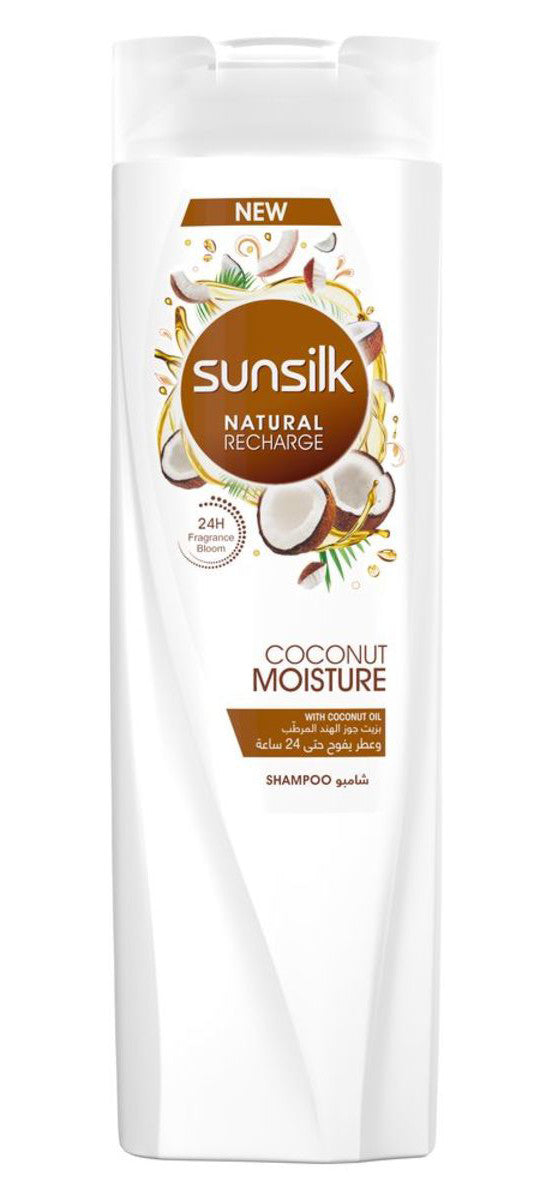 NEW
sunsilk
NATURAL
RECHARGE
24H
Fragrance
Bloom
COCONUT
MOISTURE
WITH COCONUT OIL
بزيت جوز الهند المرطّب
وعطر يفوح حتى 24 ساعة
SHAMPOO شامبو